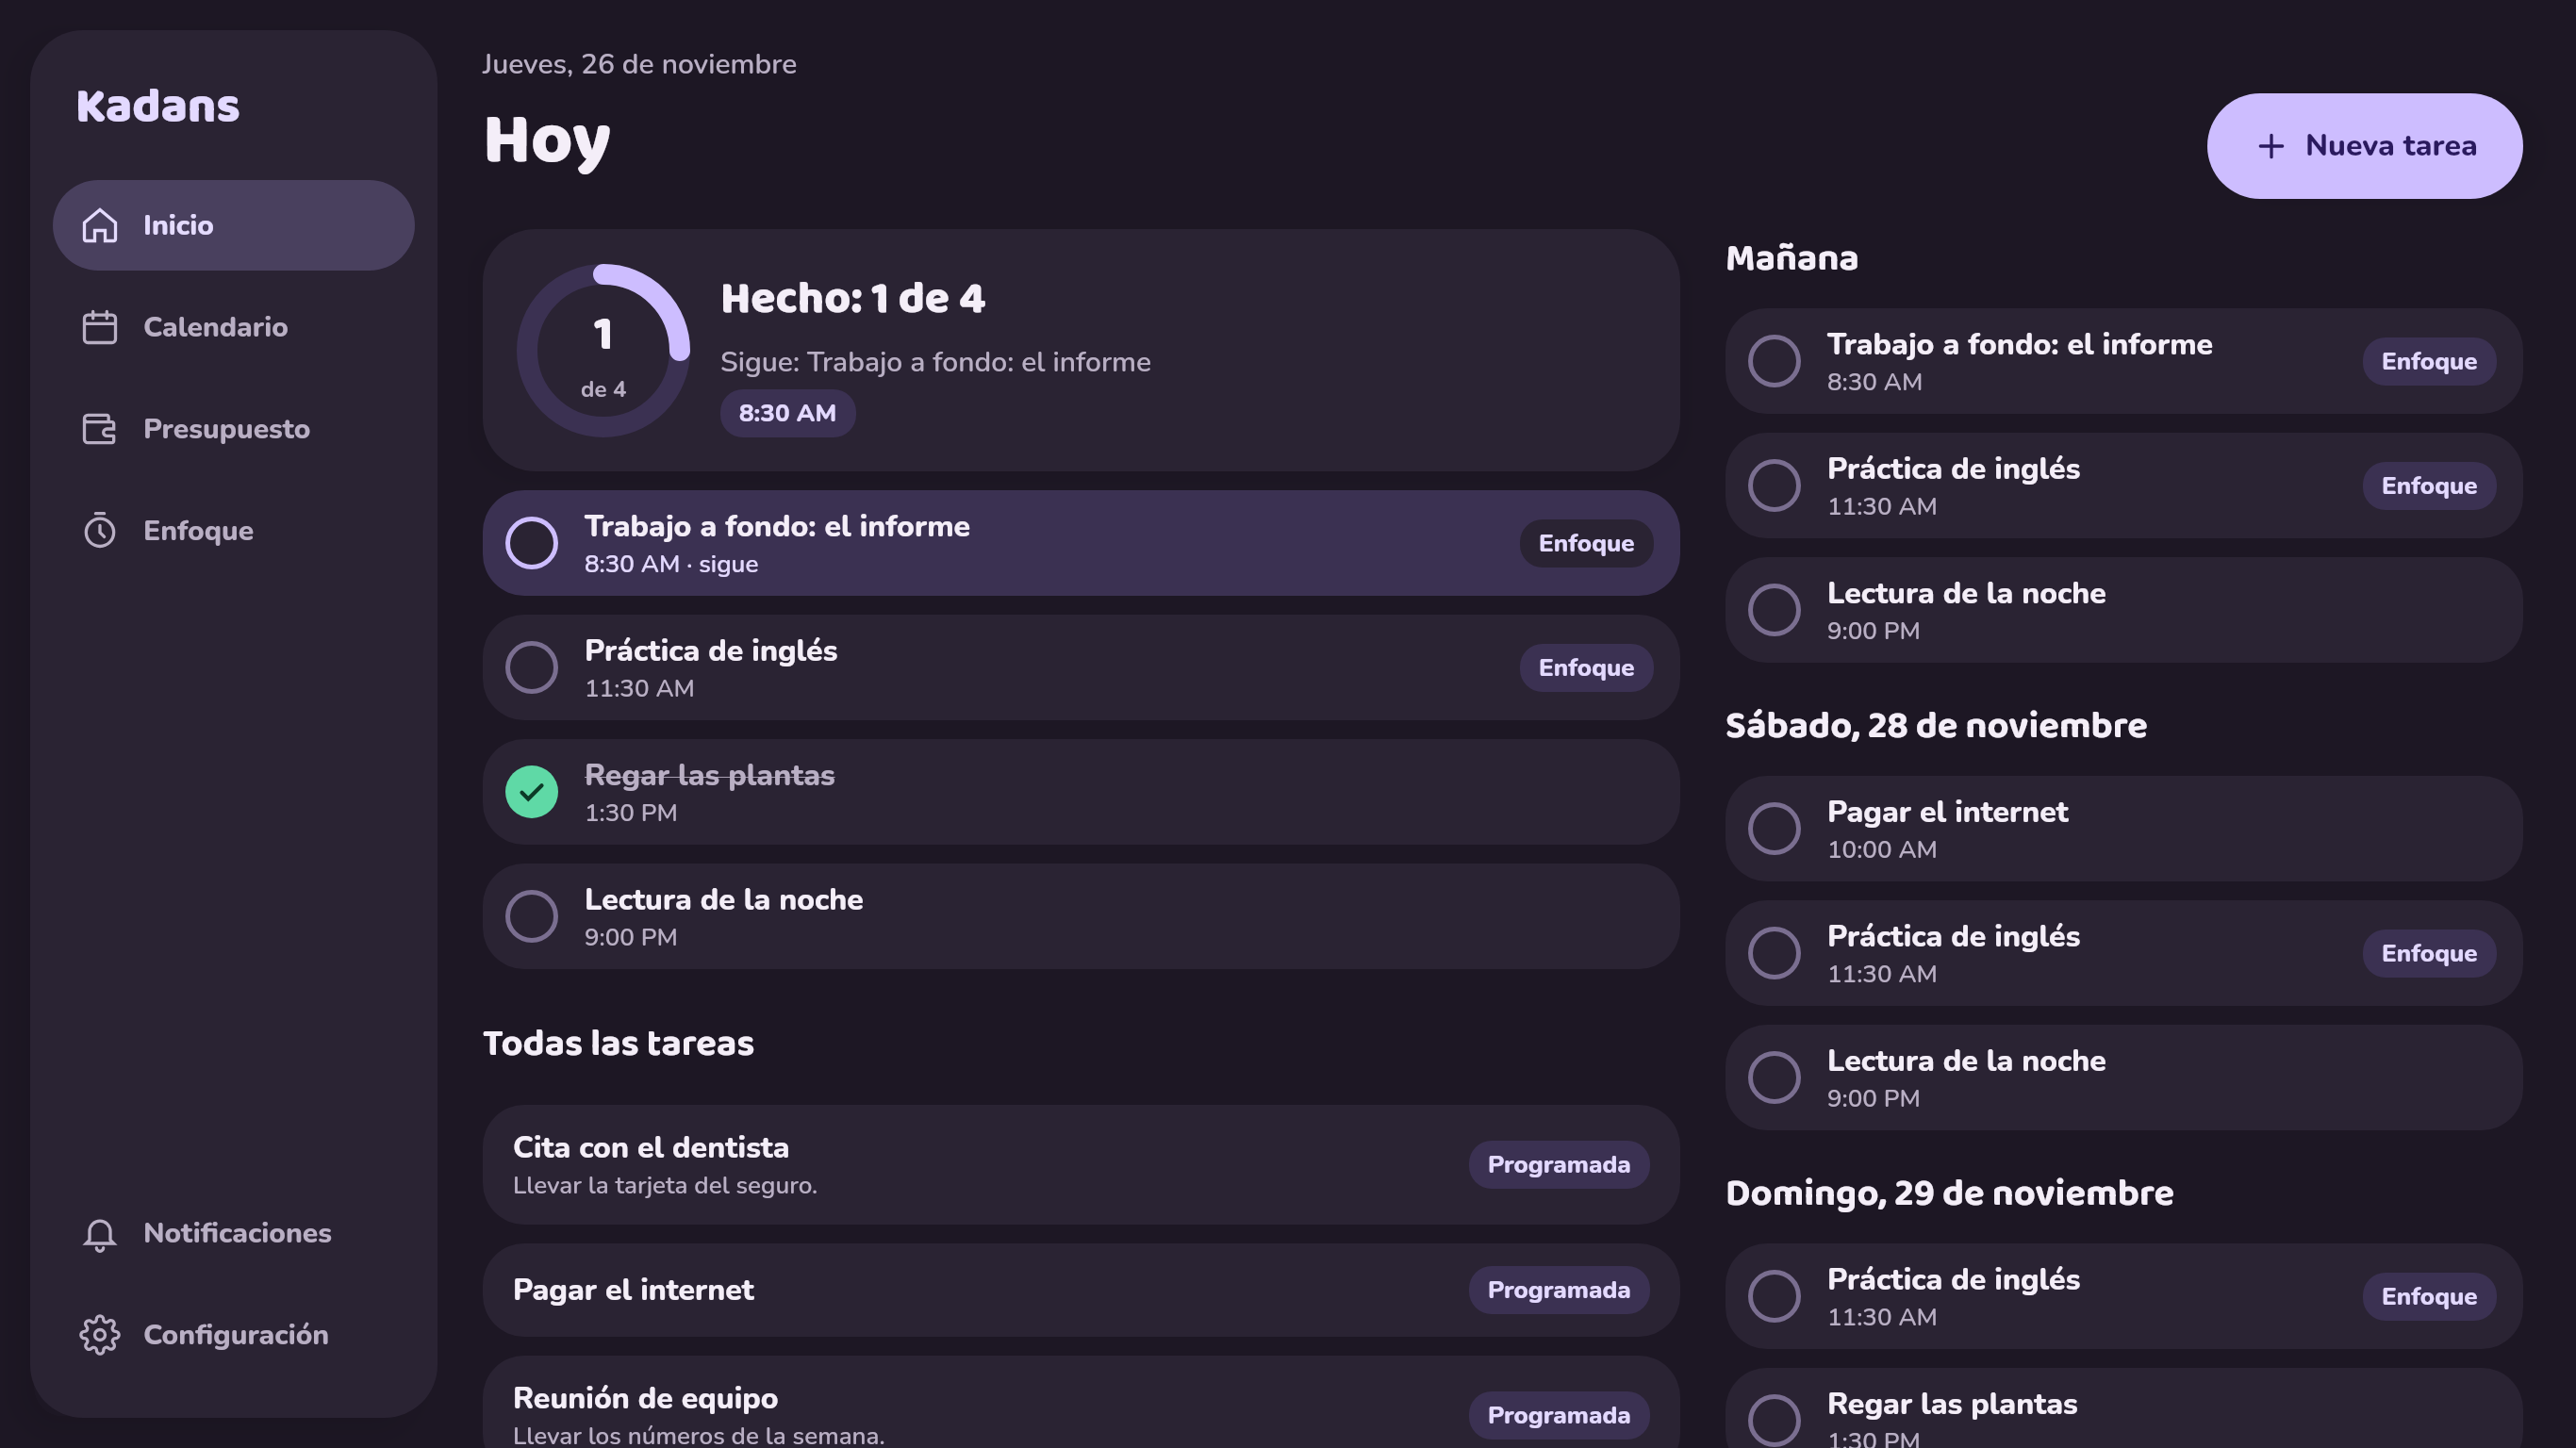 Kadans
Inicio
Calendario
Presupuesto
Enfoque
Notificaciones
Configuración
Jueves, 26 de noviembre
Hoy
Nueva tarea
1
de 4
Hecho: 1 de 4
Sigue: Trabajo a fondo: el informe
8:30 AM
Trabajo a fondo: el informe
8:30 AM · sigue
Enfoque
Práctica de inglés
11:30 AM
Enfoque
Regar las plantas
1:30 PM
Lectura de la noche
9:00 PM
Todas las tareas
Cita con el dentista
Llevar la tarjeta del seguro.
Programada
Pagar el internet
Programada
Reunión de equipo
Llevar los números de la semana.
Programada
Mañana
Trabajo a fondo: el informe
8:30 AM
Enfoque
Práctica de inglés
11:30 AM
Enfoque
Lectura de la noche
9:00 PM
Sábado, 28 de noviembre
Pagar el internet
10:00 AM
Práctica de inglés
11:30 AM
Enfoque
Lectura de la noche
9:00 PM
Domingo, 29 de noviembre
Práctica de inglés
11:30 AM
Enfoque
Regar las plantas
1:30 PM